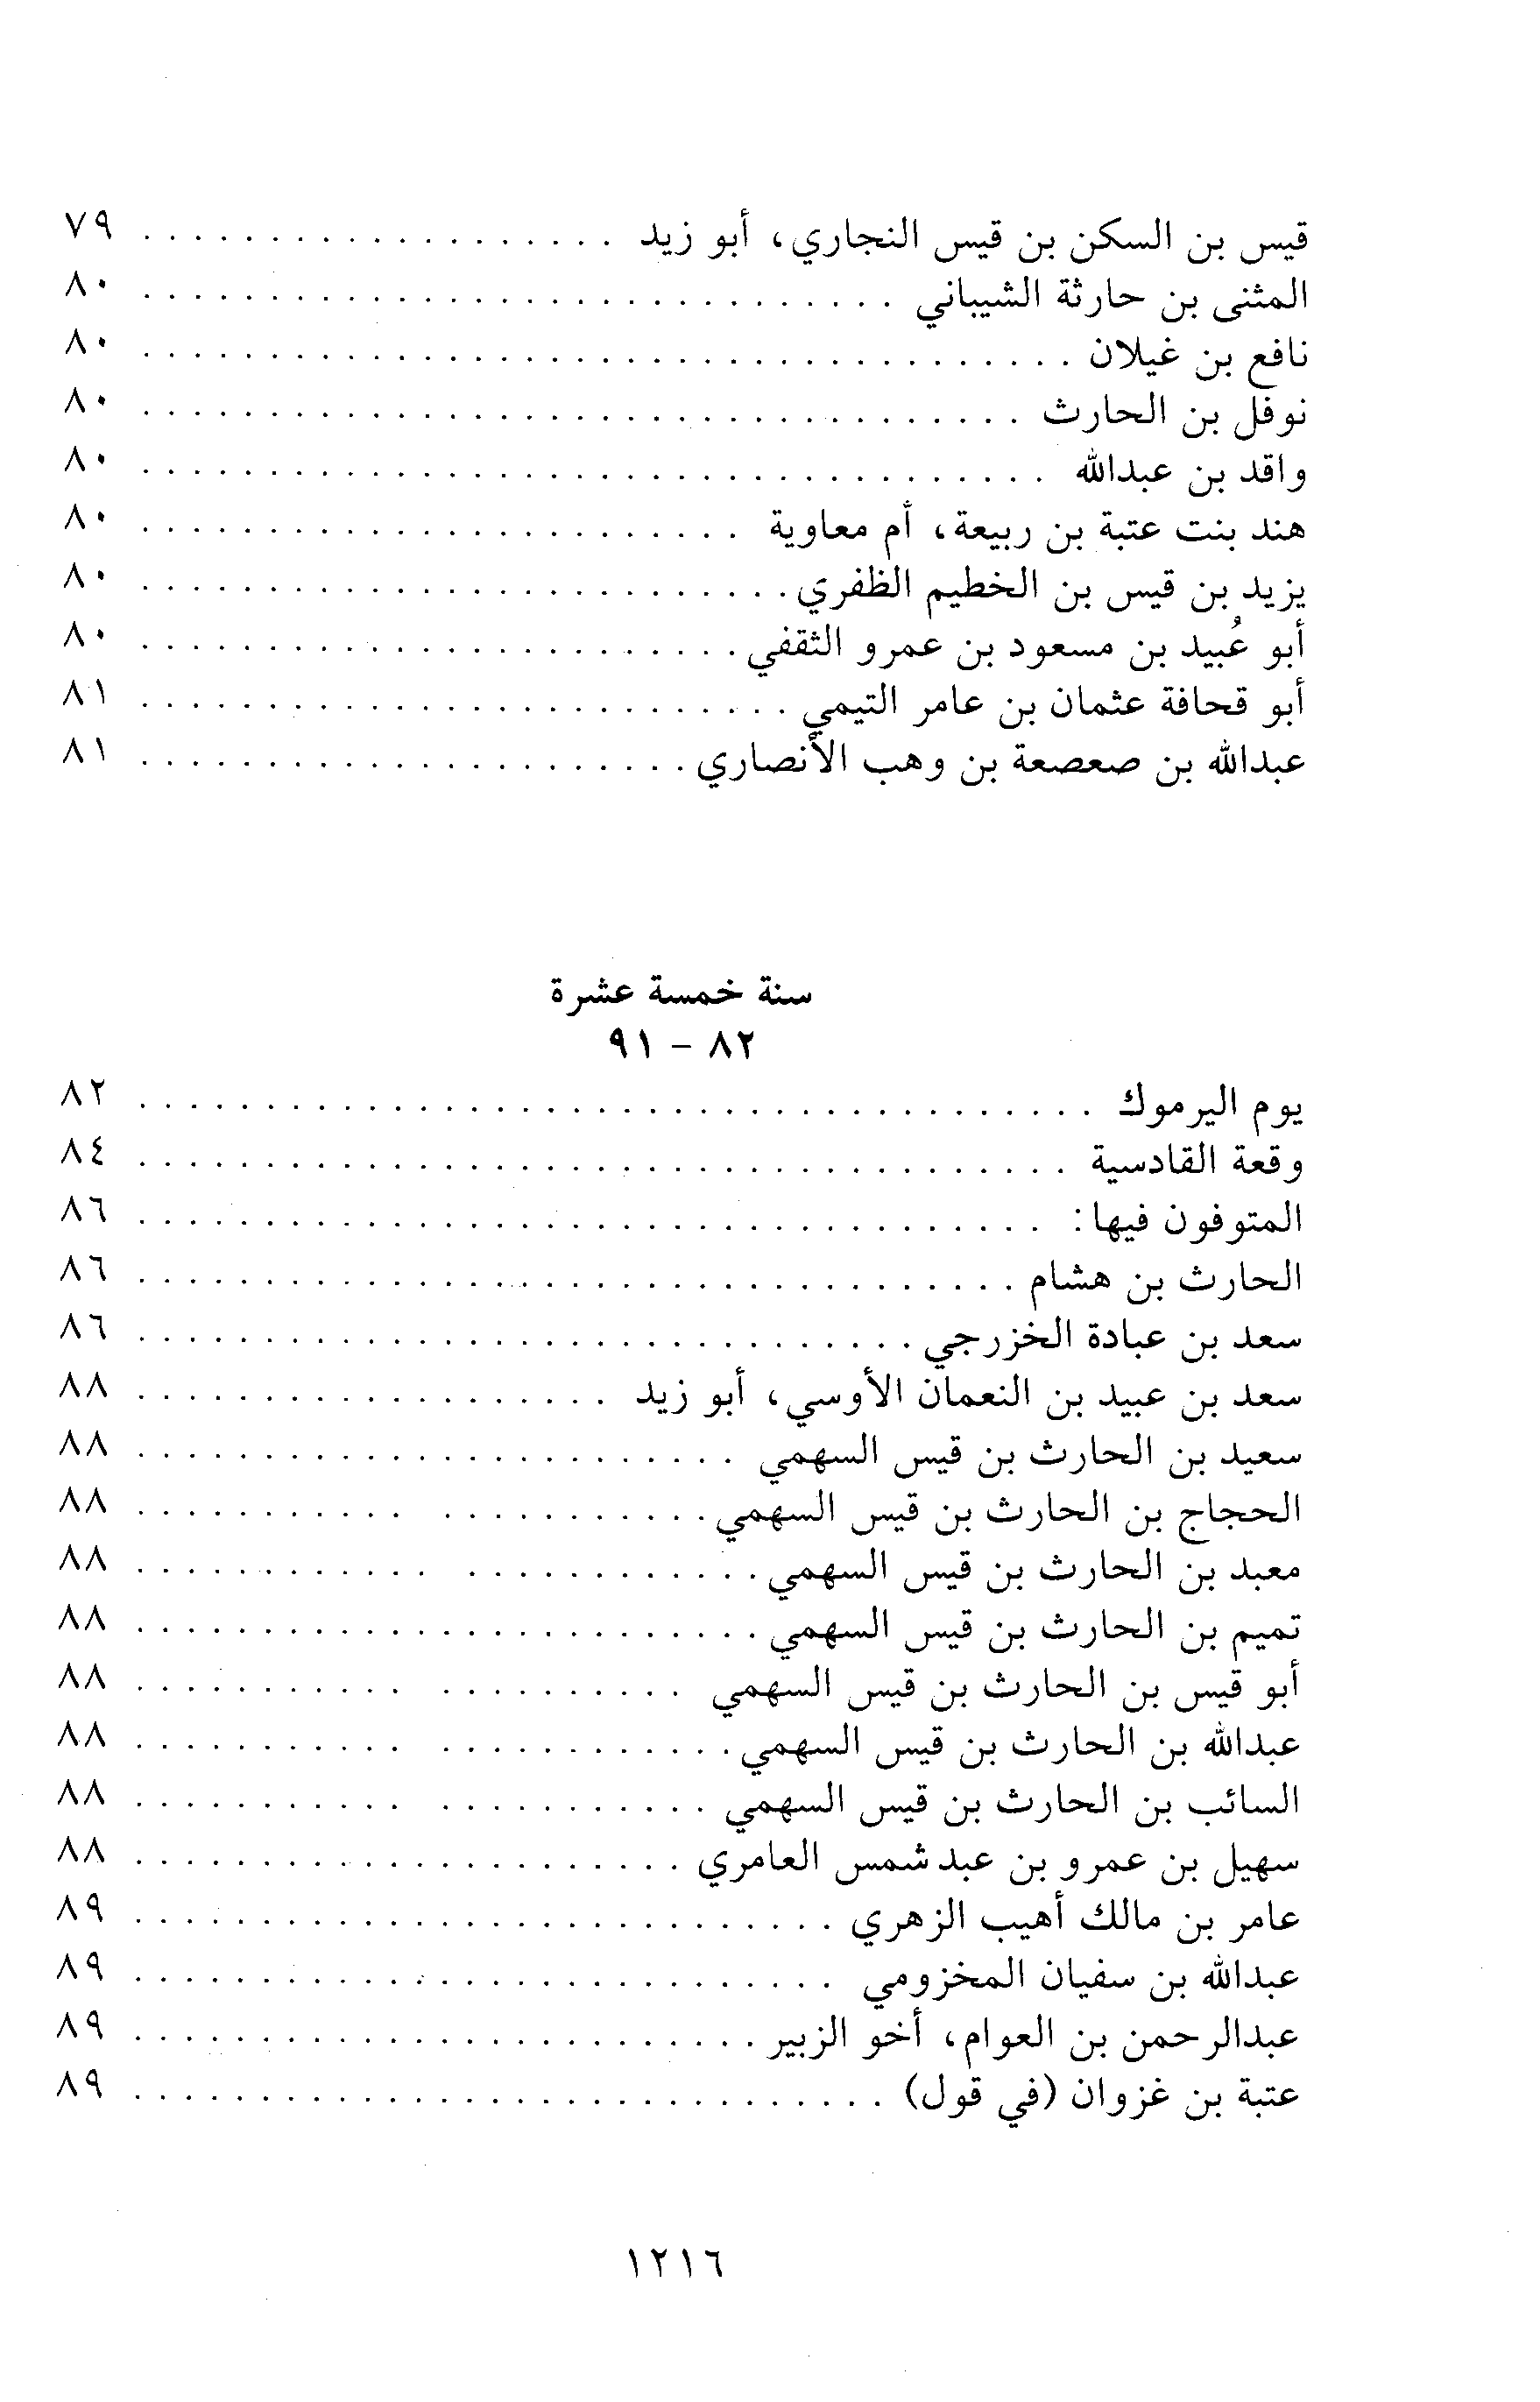 قيس بن السكن بن قيس النجاري، أبو زيد . . . . . . . . . . . . . . . . . . . ٧٩
المثنى بن حارثة الشيباني . . . . . . . . . . . . . . . . . . . . . . . . . . . . . . ٨٠
نافع بن غيلان . . . . . . . . . . . . . . . . . . . . . . . . . . . . . . . . . . . . . ٨٠
نوفل بن الحارث . . . . . . . . . . . . . . . . . . . . . . . . . . . . . . . . . . . ٨٠
واقد بن عبدالله . . . . . . . . . . . . . . . . . . . . . . . . . . . . . . . . . . . . ٨٠
هند بنت عتبة بن ربيعة، أم معاوية . . . . . . . . . . . . . . . . . . . . . . . . ٨٠
يزيد بن قيس بن الخطيم الظفري . . . . . . . . . . . . . . . . . . . . . . . . . . ٨٠
أبو عُبيد بن مسعود بن عمرو الثقفي . . . . . . . . . . . . . . . . . . . . . . . . ٨٠
أبو قحافة عثمان بن عامر التيمي . . . . . . . . . . . . . . . . . . . . . . . . . . ٨١
عبدالله بن صعصعة بن وهب الأنصاري . . . . . . . . . . . . . . . . . . . . . . ٨١
سنة خمسة عشرة
٨٢ - ٩١
يوم اليرموك . . . . . . . . . . . . . . . . . . . . . . . . . . . . . . . . . . . . . . ٨٢
وقعة القادسية . . . . . . . . . . . . . . . . . . . . . . . . . . . . . . . . . . . . . ٨٤
المتوفون فيها: . . . . . . . . . . . . . . . . . . . . . . . . . . . . . . . . . . . . ٨٦
الحارث بن هشام . . . . . . . . . . . . . . . . . . . . . . . . . . . . . . . . . . . ٨٦
سعد بن عبادة الخزرجي . . . . . . . . . . . . . . . . . . . . . . . . . . . . . . . ٨٦
سعد بن عبيد بن النعمان الأوسي، أبو زيد . . . . . . . . . . . . . . . . . . . ٨٨
سعيد بن الحارث بن قيس السهمي . . . . . . . . . . . . . . . . . . . . . . . . ٨٨
الحجاج بن الحارث بن قيس السهمي . . . . . . . . . . . . . . . . . . . . . . ٨٨
معبد بن الحارث بن قيس السهمي . . . . . . . . . . . . . . . . . . . . . . . . ٨٨
تميم بن الحارث بن قيس السهمي . . . . . . . . . . . . . . . . . . . . . . . . . ٨٨
أبو قيس بن الحارث بن قيس السهمي . . . . . . . . . . . . . . . . . . . . . ٨٨
عبدالله بن الحارث بن قيس السهمي . . . . . . . . . . . . . . . . . . . . . . . ٨٨
السائب بن الحارث بن قيس السهمي . . . . . . . . . . . . . . . . . . . . . . ٨٨
سهيل بن عمرو بن عبدشمس العامري . . . . . . . . . . . . . . . . . . . . . . ٨٨
عامر بن مالك أهيب الزهري . . . . . . . . . . . . . . . . . . . . . . . . . . . . ٨٩
عبدالله بن سفيان المخزومي . . . . . . . . . . . . . . . . . . . . . . . . . . . . ٨٩
عبدالرحمن بن العوام، أخو الزبير . . . . . . . . . . . . . . . . . . . . . . . . . ٨٩
عتبة بن غزوان (في قول) . . . . . . . . . . . . . . . . . . . . . . . . . . . . . . ٨٩
١٢١٦